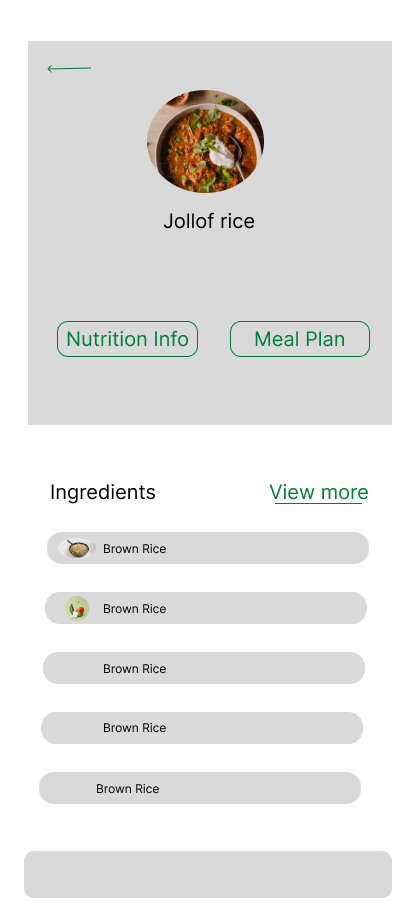 Jollof rice
Nutrition Info
Meal Plan
Ingredients
View more
Brown Rice
Brown Rice
Brown Rice
Brown Rice
Brown Rice